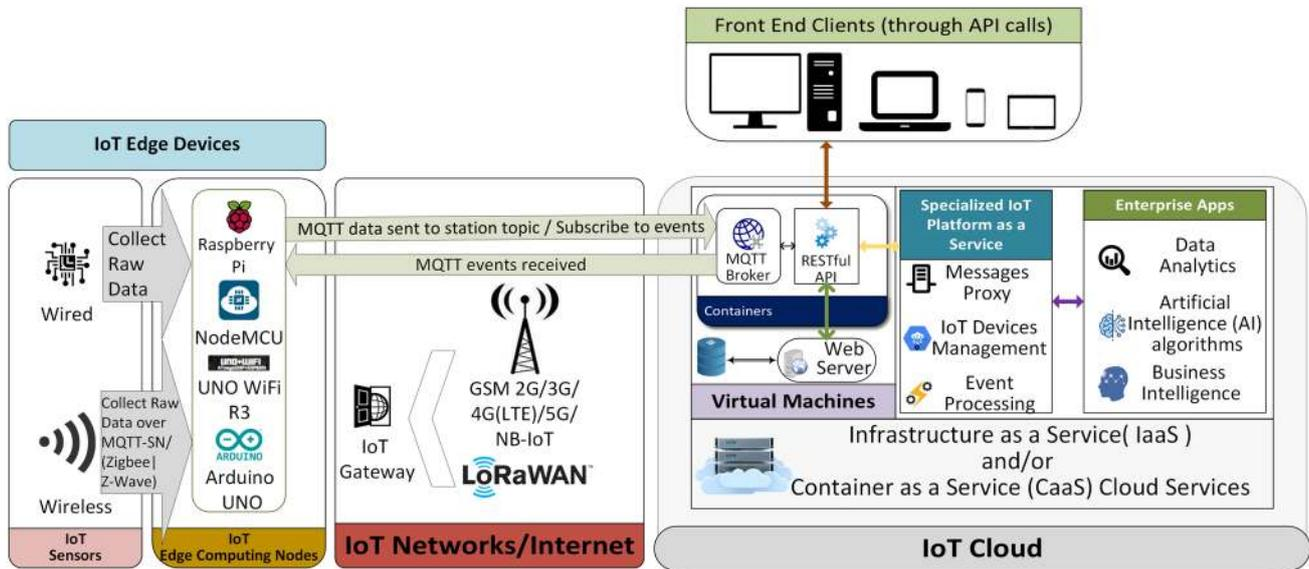 Front End Clients (through API calls)
IoT Edge Devices
Collect
Raw
Data
Wired
Collect Raw
Data over
MQTT-SN/
(Zigbee|
Z-Wave)
Wireless
IoT
Sensors
Raspberry
Pi
NodeMCU
UNO+WiFi
UNO WiFi
R3
ARDUINO
Arduino
UNO
IoT
Edge Computing Nodes
MQTT data sent to station topic / Subscribe to events
MQTT events received
IoT
Gateway
GSM 2G/3G/
4G(LTE)/5G/
NB-IoT
LoRaWAN™
IoT Networks/Internet
MQTT
Broker
RESTful
API
Containers
Web
Server
Virtual Machines
Specialized IoT
Platform as a
Service
Messages
Proxy
IoT Devices
Management
Event
Processing
Enterprise Apps
Data
Analytics
Artificial
Intelligence (AI)
algorithms
Business
Intelligence
Infrastructure as a Service( IaaS )
and/or
Container as a Service (CaaS) Cloud Services
IoT Cloud